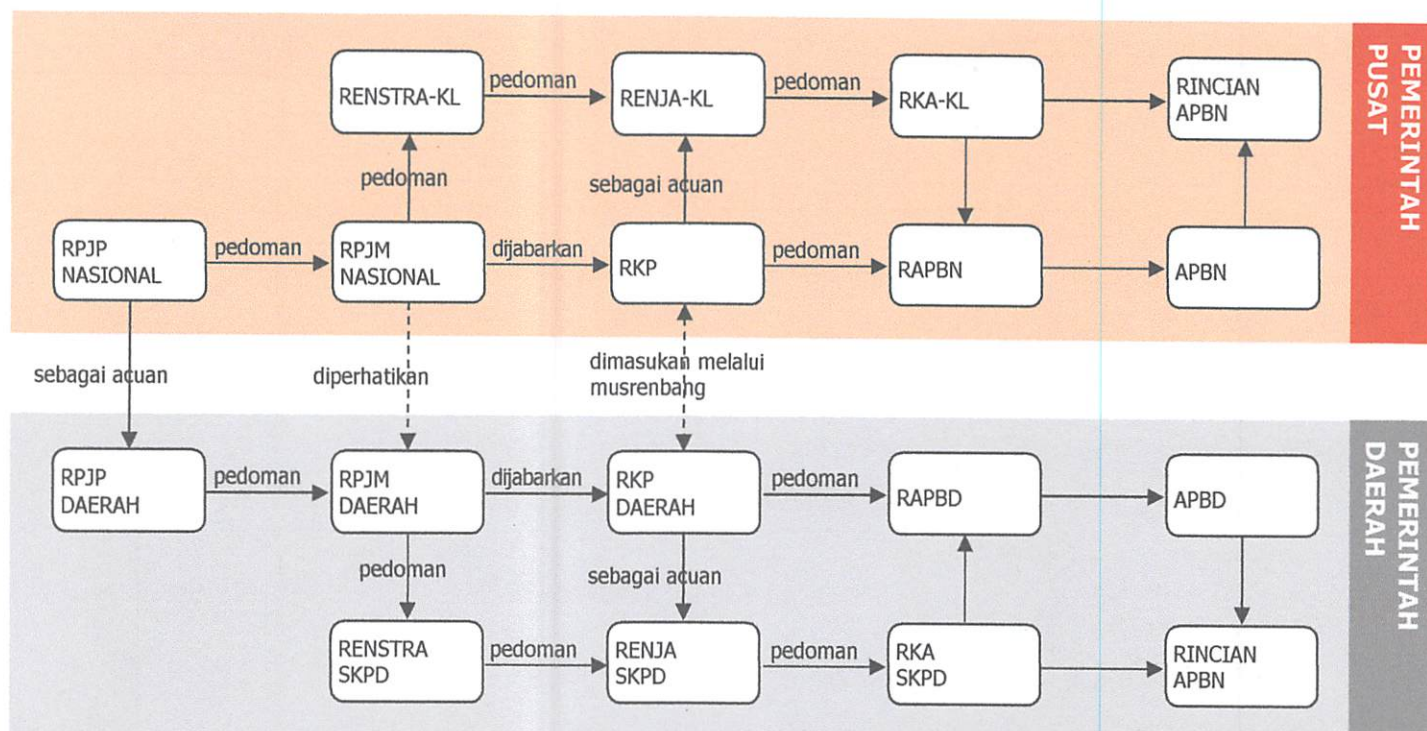 RENSTRA-KL
pedoman
RENJA-KL
pedoman
RKA-KL
RINCIAN
APBN
pedoman
sebagai acuan
RPJP
NASIONAL
pedoman
RPJM
NASIONAL
dijabarkan
RKP
pedoman
RAPBN
APBN
PEMERINTAH
PUSAT
sebagai acuan
diperhatikan
dimasukan melalui
musrenbang
RPJP
DAERAH
pedoman
RPJM
DAERAH
dijabarkan
RKP
DAERAH
pedoman
RAPBD
APBD
pedoman
sebagai acuan
RENSTRA
SKPD
pedoman
RENJA
SKPD
pedoman
RKA
SKPD
RINCIAN
APBN
PEMERINTAH
DAERAH